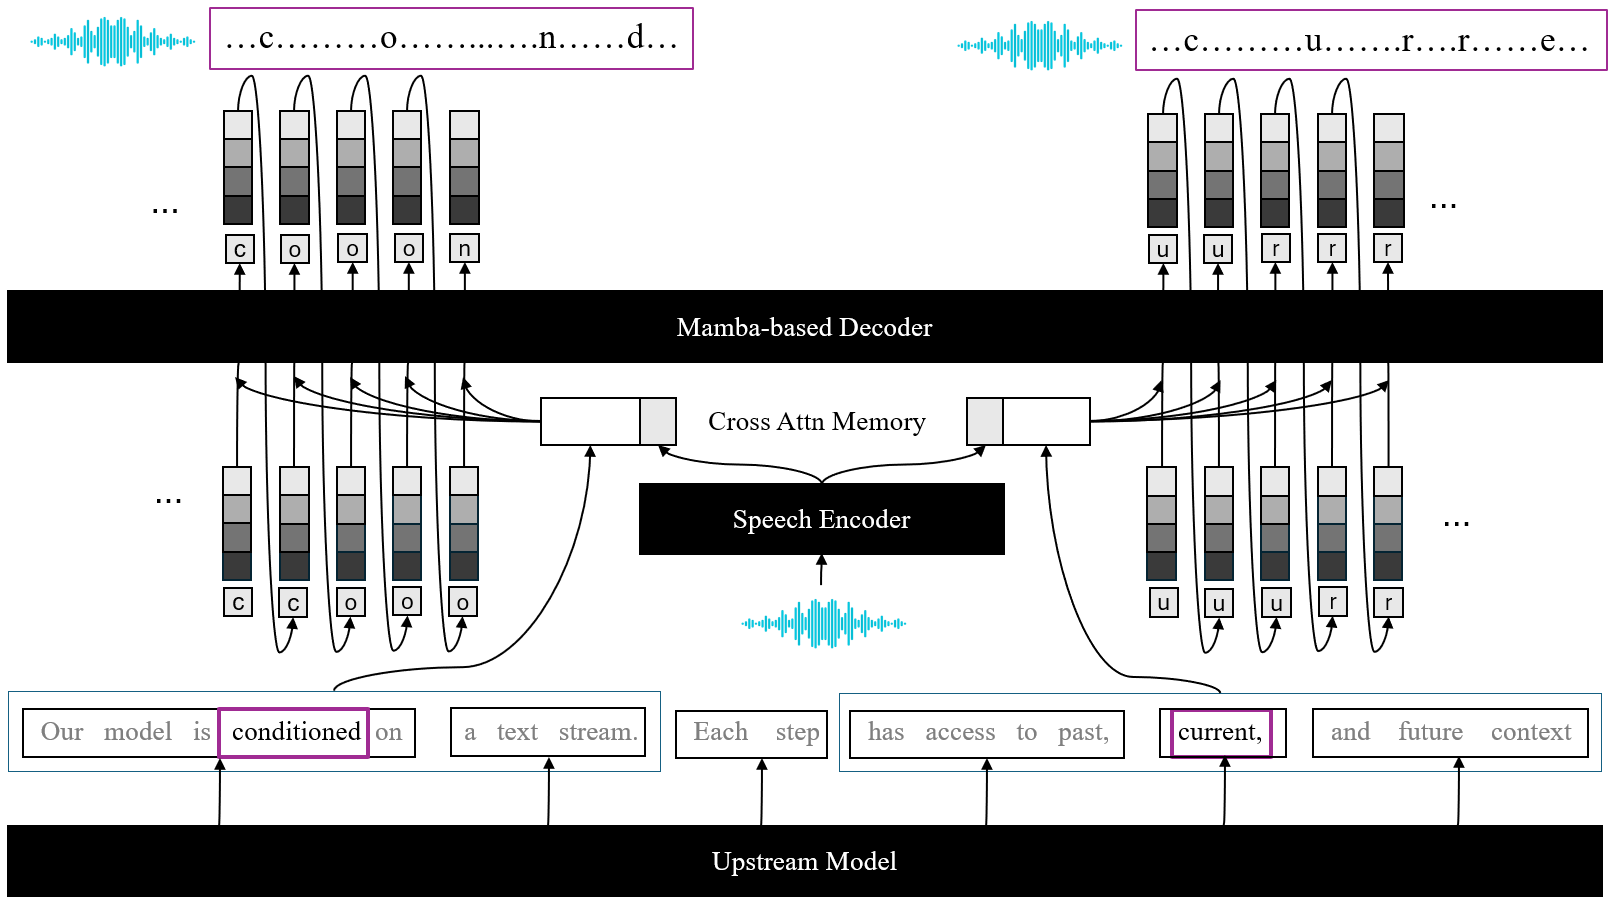 ...c.........o...........n......d...
...c.........u.......r....r......e...
...
...
c o o o n
u u r r r
Mamba-based Decoder
Cross Attn Memory
...
...
Speech Encoder
c c o o o
u u u r r
Our model is conditioned on a text stream. Each step has access to past, current, and future context
Upstream Model